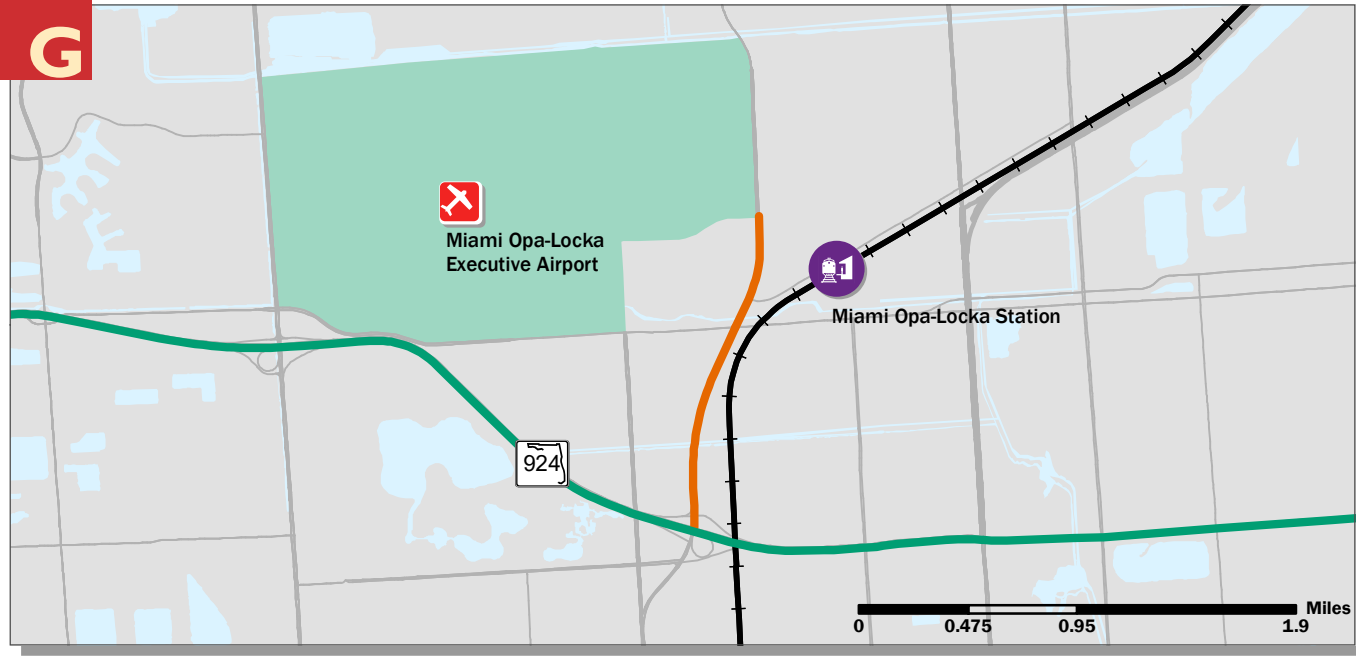 G
Miami Opa-Locka
Executive Airport
Miami Opa-Locka Station
924
Miles
0 0.475 0.95 1.9